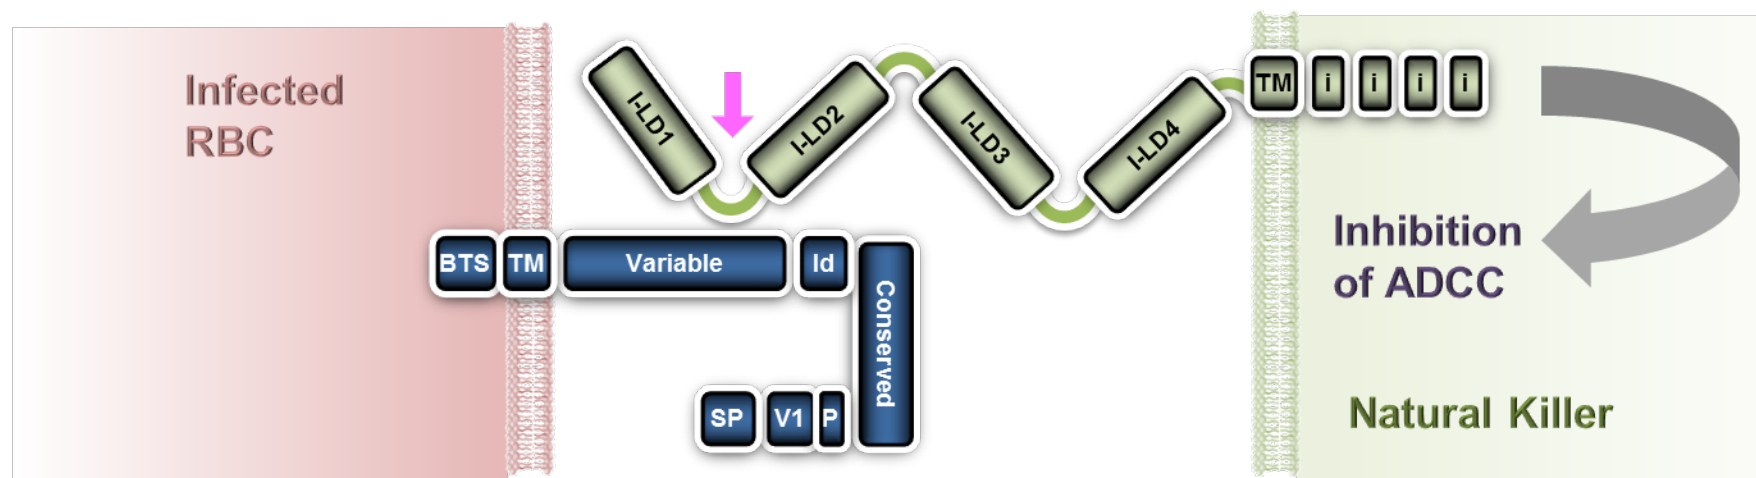 Infected
RBC
I-LD1
I-LD2
I-LD3
I-LD4
TM
i
i
i
i
BTS
TM
Variable
Id
Conserved
SP
V1
P
Inhibition
of ADCC
Natural Killer